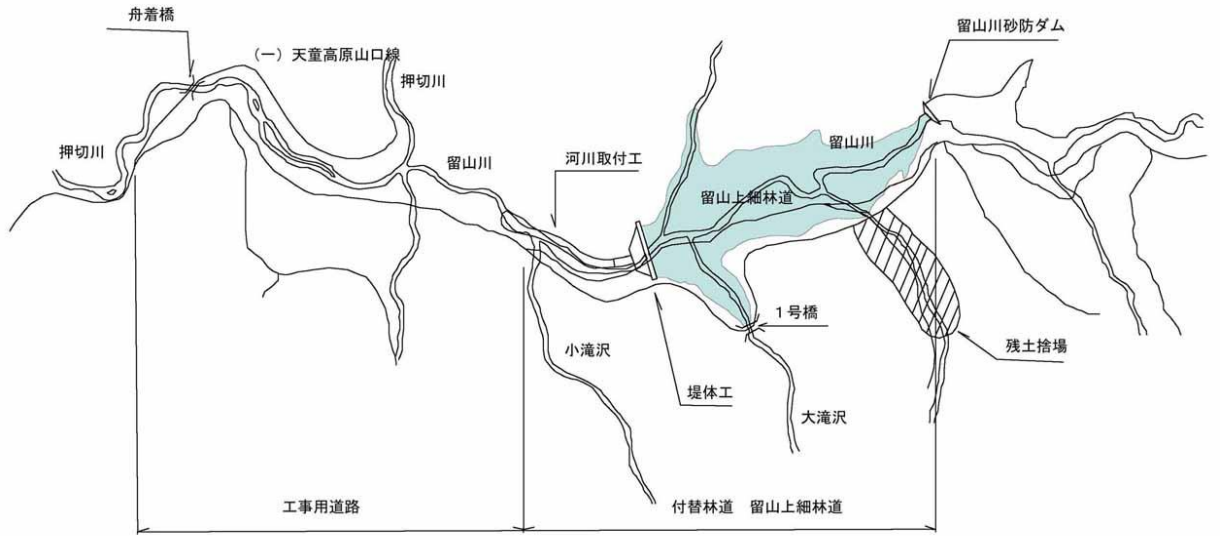 舟着橋
留山川砂防ダム
（一）天童高原山口線
押切川
押切川
留山川
河川取付工
留山川
留山上細林道
1号橋
小滝沢
残土捨場
堤体工
大滝沢
工事用道路
付替林道　留山上細林道